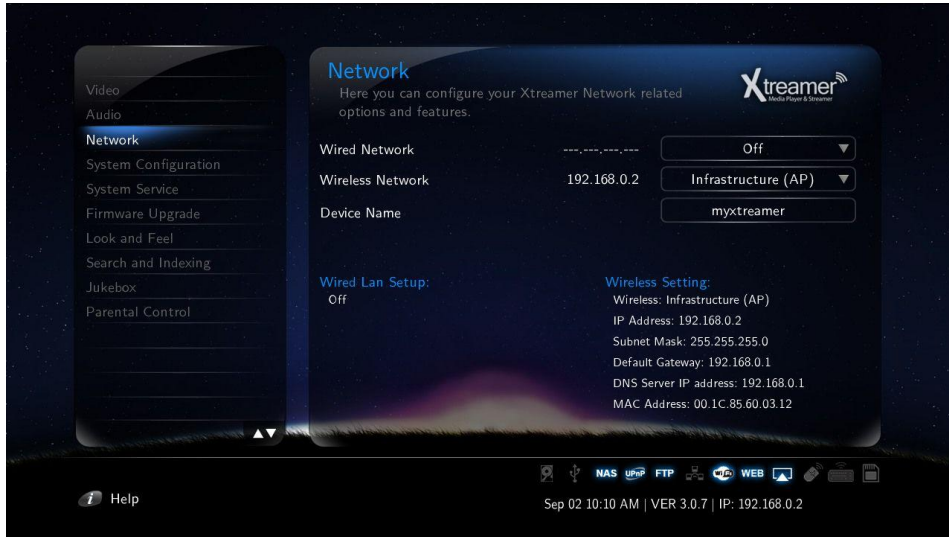 Video
Audio
Network
System Configuration
System Service
Firmware Upgrade
Look and Feel
Search and Indexing
Jukebox
Parental Control
Network
Here you can configure your Xtreamer Network related
options and features.
Xtreamer
Media Player & Streamer
Wired Network ---.---.---.--- Off
Wireless Network 192.168.0.2 Infrastructure (AP)
Device Name myxtreamer
Wired Lan Setup:
Off
Wireless Setting:
Wireless: Infrastructure (AP)
IP Address: 192.168.0.2
Subnet Mask: 255.255.255.0
Default Gateway: 192.168.0.1
DNS Server IP address: 192.168.0.1
MAC Address: 00.1C.85.60.03.12
NAS UPnP FTP WiFi WEB
i Help
Sep 02 10:10 AM | VER 3.0.7 | IP: 192.168.0.2